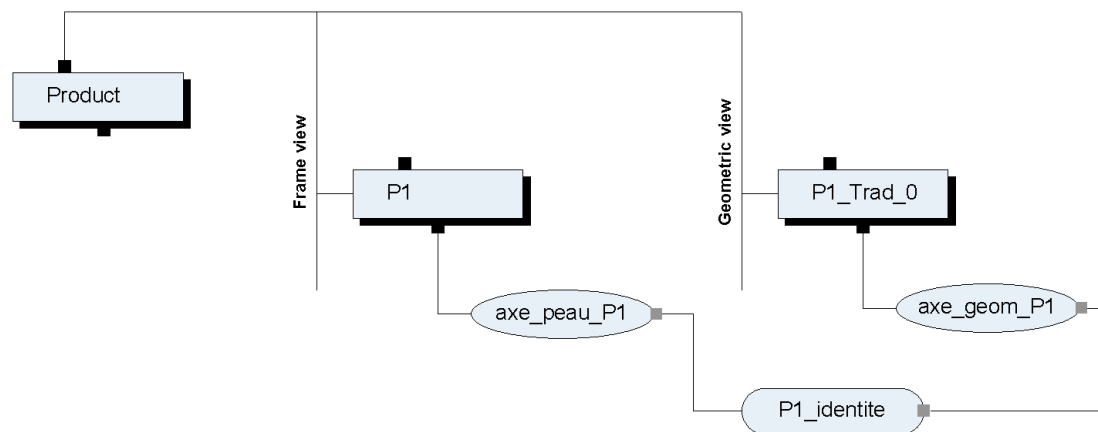 Product
Frame view
P1
axe_peau_P1
Geometric view
P1_Trad_0
axe_geom_P1
P1_identite